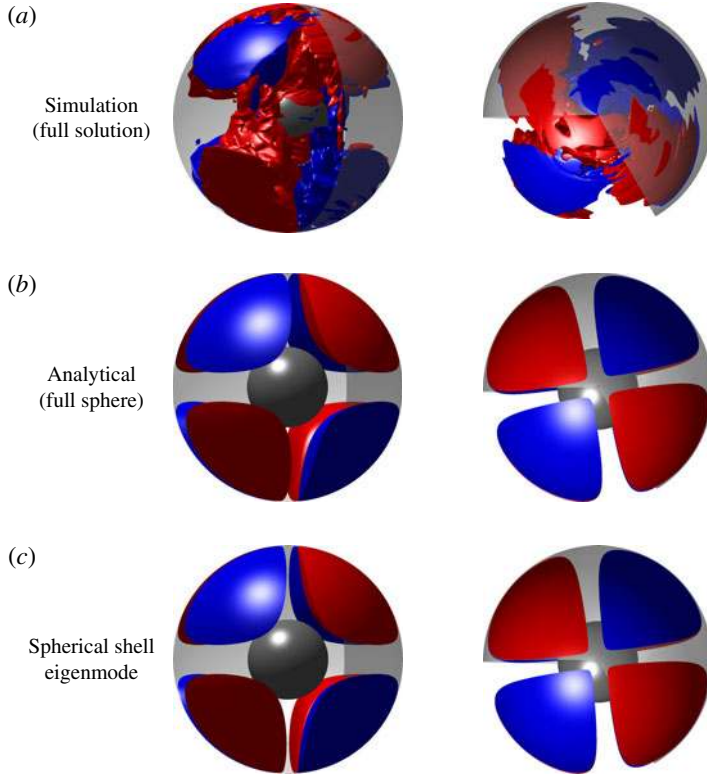 (a)
Simulation
(full solution)
(b)
Analytical
(full sphere)
(c)
Spherical shell
eigenmode